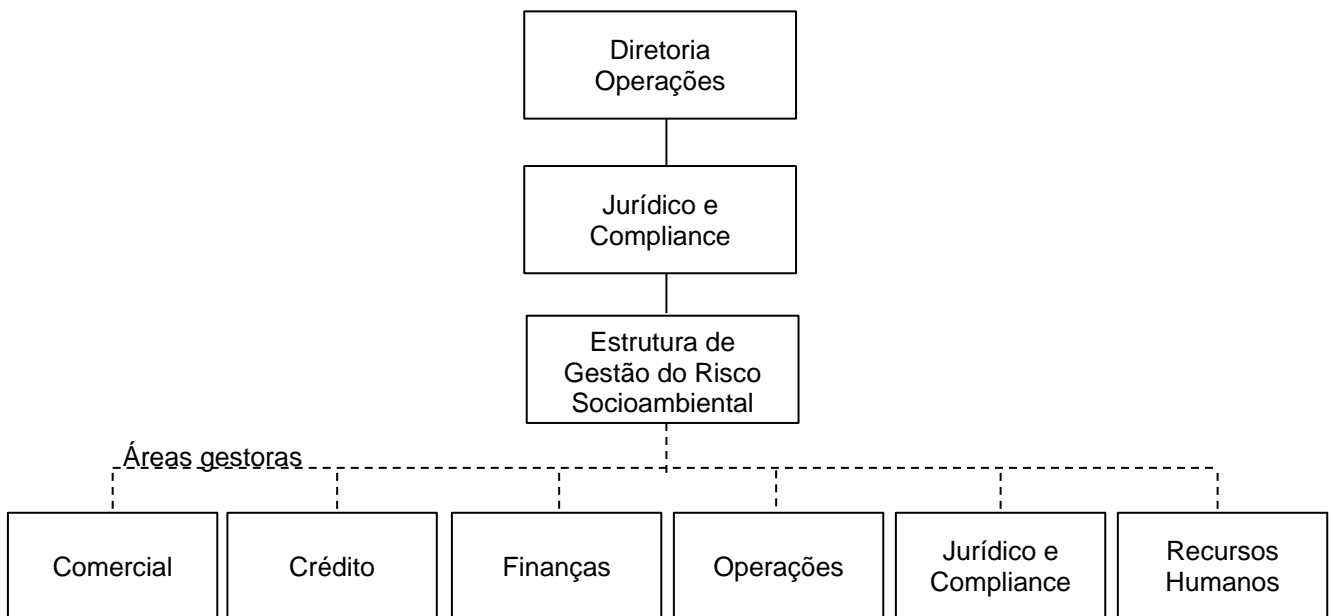 Diretoria
Operações
Jurídico e
Compliance
Estrutura de
Gestão do Risco
Socioambiental
Áreas gestoras
Comercial
Crédito
Finanças
Operações
Jurídico e
Compliance
Recursos
Humanos